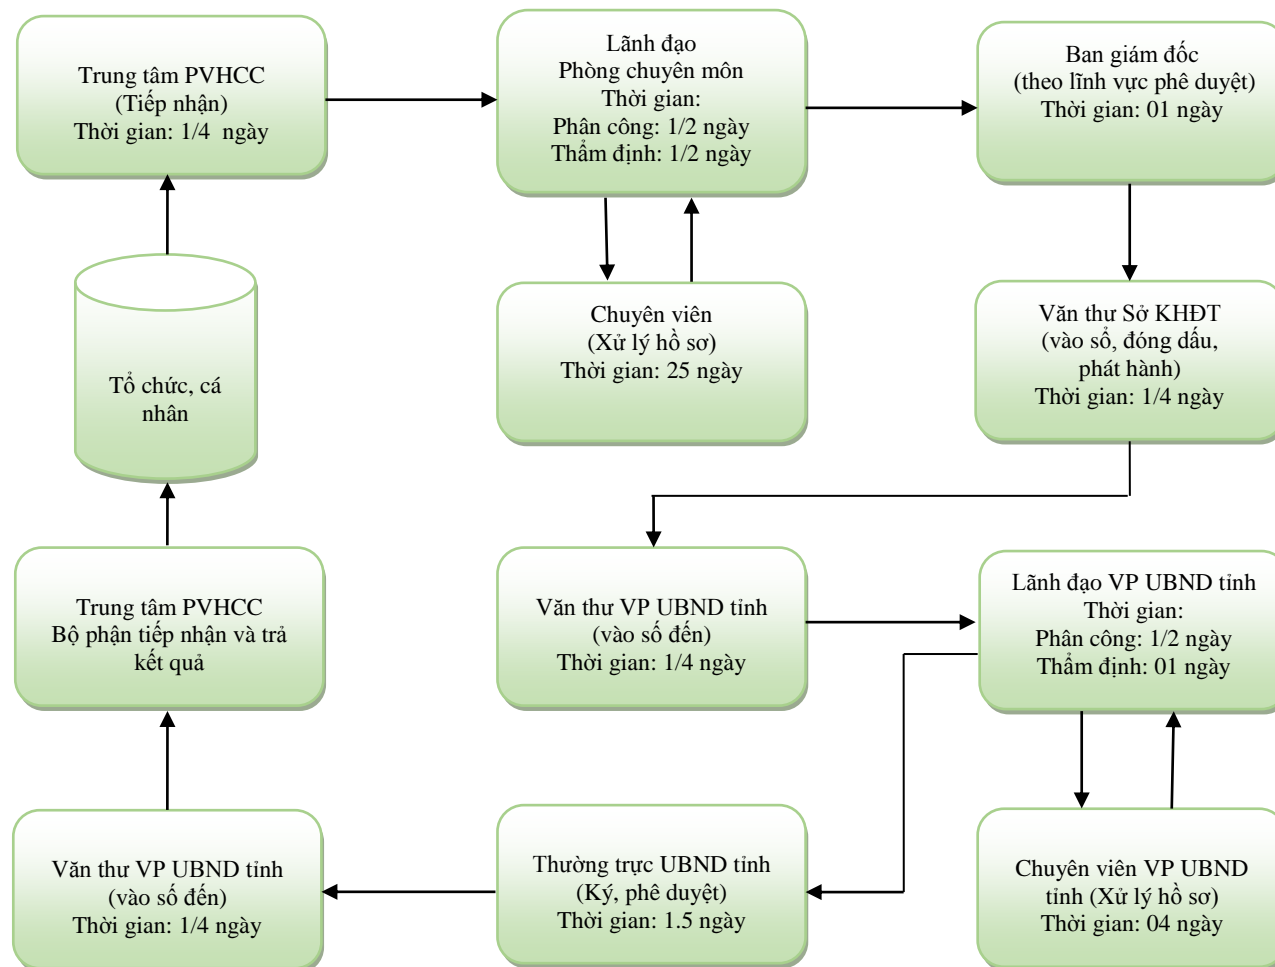 Trung tâm PVHCC
(Tiếp nhận)
Thời gian: 1/4 ngày
Lãnh đạo
Phòng chuyên môn
Thời gian:
Phân công: 1/2 ngày
Thẩm định: 1/2 ngày
Ban giám đốc
(theo lĩnh vực phê duyệt)
Thời gian: 01 ngày
Tổ chức, cá
nhân
Chuyên viên
(Xử lý hồ sơ)
Thời gian: 25 ngày
Văn thư Sở KHĐT
(vào sổ, đóng dấu,
phát hành)
Thời gian: 1/4 ngày
Trung tâm PVHCC
Bộ phận tiếp nhận và trả
kết quả
Văn thư VP UBND tỉnh
(vào số đến)
Thời gian: 1/4 ngày
Lãnh đạo VP UBND tỉnh
Thời gian:
Phân công: 1/2 ngày
Thẩm định: 01 ngày
Văn thư VP UBND tỉnh
(vào số đến)
Thời gian: 1/4 ngày
Thường trực UBND tỉnh
(Ký, phê duyệt)
Thời gian: 1.5 ngày
Chuyên viên VP UBND
tỉnh (Xử lý hồ sơ)
Thời gian: 04 ngày